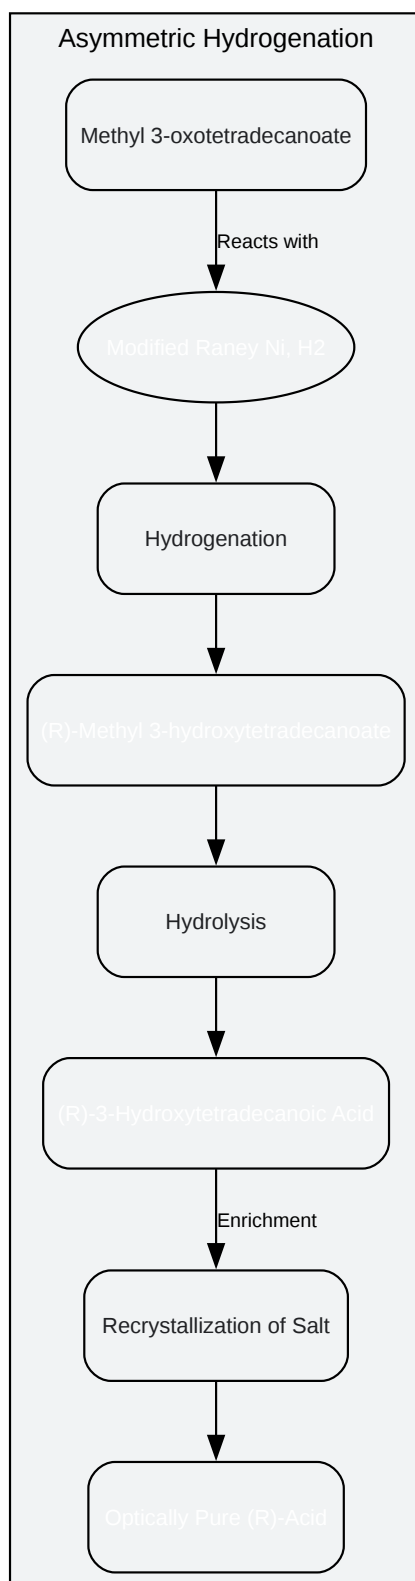 Asymmetric Hydrogenation
Methyl 3-oxotetradecanoate
Reacts with
Modified Raney Ni, H2
Hydrogenation
(R)-Methyl 3-hydroxytetradecanoate
Hydrolysis
(R)-3-Hydroxytetradecanoic Acid
Enrichment
Recrystallization of Salt
Optically Pure (R)-Acid